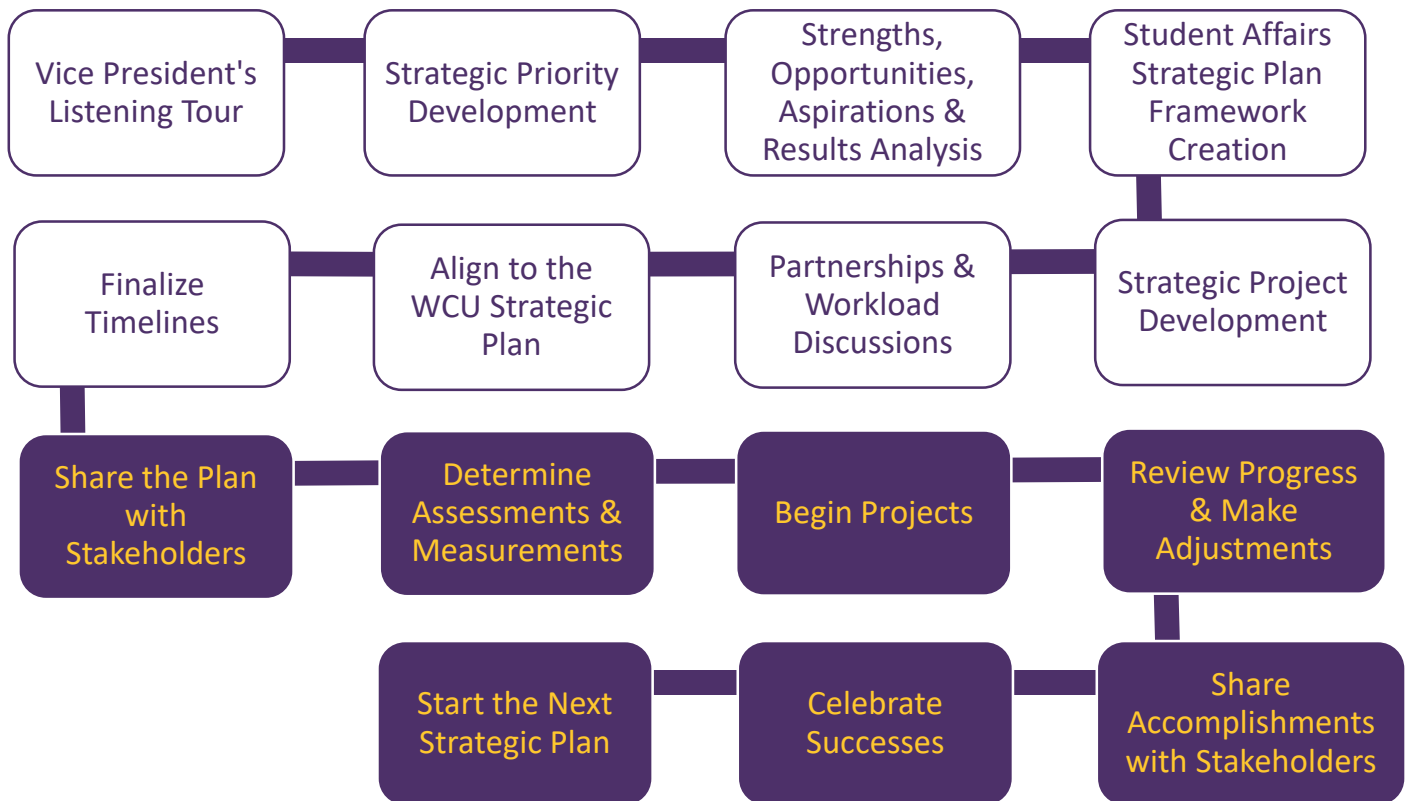 Vice President's
Listening Tour
Strategic Priority
Development
Strengths,
Opportunities,
Aspirations &
Results Analysis
Student Affairs
Strategic Plan
Framework
Creation
Strategic Project
Development
Partnerships &
Workload
Discussions
Align to the
WCU Strategic
Plan
Finalize
Timelines
Share the Plan
with
Stakeholders
Determine
Assessments &
Measurements
Begin Projects
Review Progress
& Make
Adjustments
Share
Accomplishments
with Stakeholders
Celebrate
Successes
Start the Next
Strategic Plan